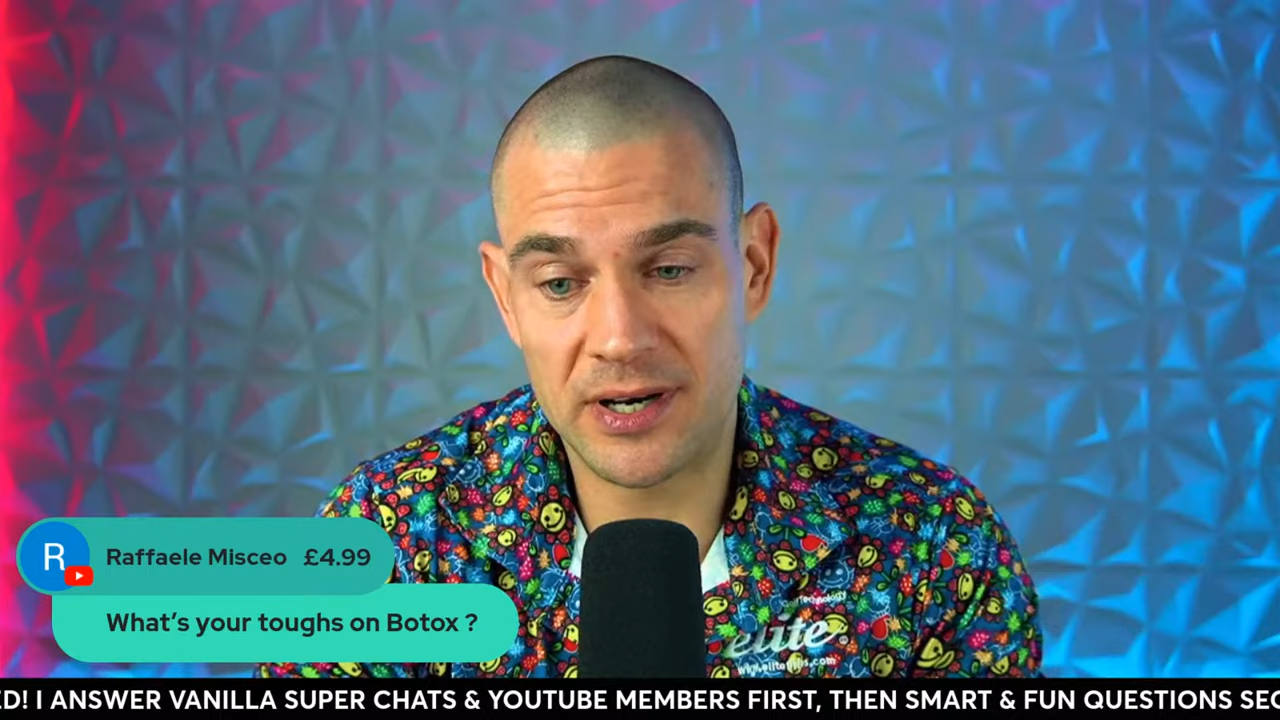 R
Raffaele Misceo £4.99
What's your toughs on Botox ?
elite
ED! I ANSWER VANILLA SUPER CHATS & YOUTUBE MEMBERS FIRST, THEN SMART & FUN QUESTIONS SEC